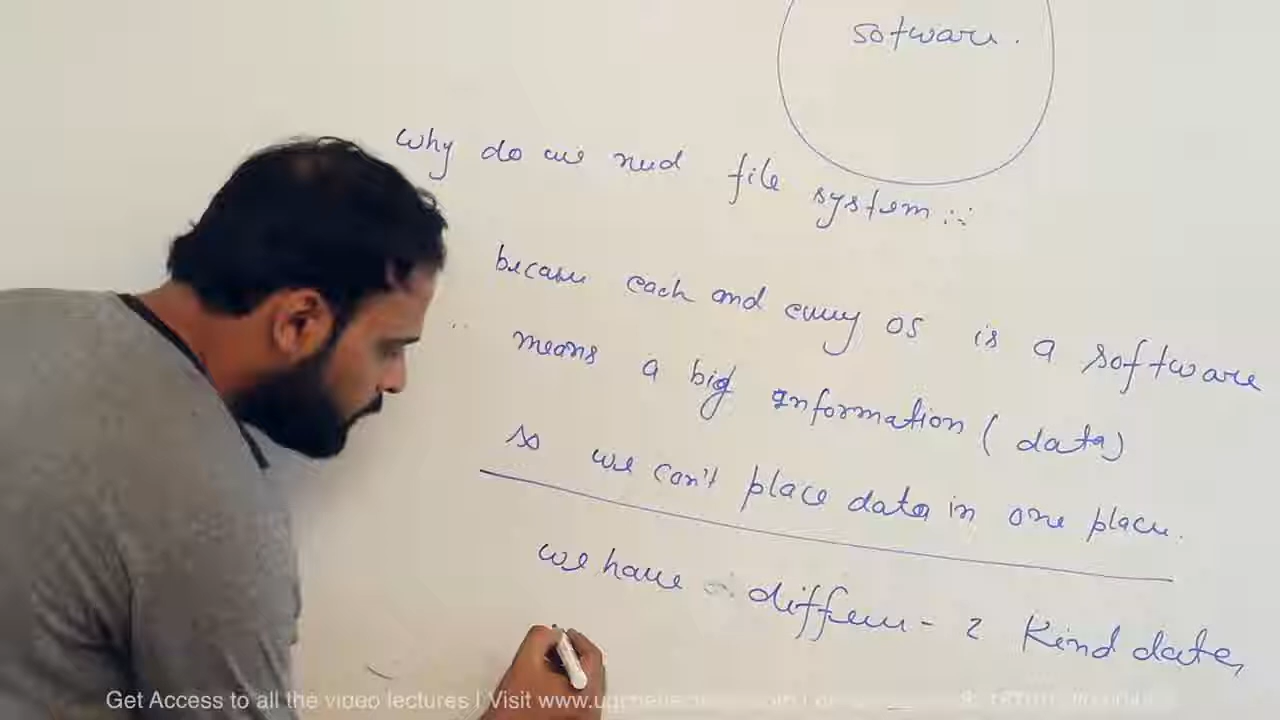 sotware.
why do we need file system ::
because each and every OS is a software
means a big information (data)
so we can't place data in one place.
we have differen - 2 Kind data,
Get Access to all the video lectures | Visit www.